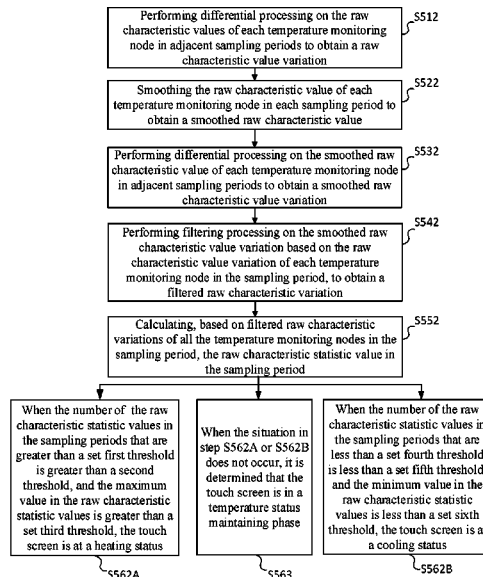 Performing differential processing on the raw
characteristic values of each temperature monitoring
node in adjacent sampling periods to obtain a raw
characteristic value variation
S512
Smoothing the raw characteristic value of each
temperature monitoring node in each sampling period to
obtain a smoothed raw characteristic value
S522
Performing differential processing on the smoothed raw
characteristic value of each temperature monitoring node
in adjacent sampling periods to obtain a smoothed raw
characteristic value variation
S532
Performing filtering processing on the smoothed raw
characteristic value variation based on the raw
characteristic value variation of each temperature
monitoring node in the sampling period, to obtain a
filtered raw characteristic variation
S542
Calculating, based on filtered raw characteristic
variations of all the temperature monitoring nodes in the
sampling period, the raw characteristic statistic value in
the sampling period
S552
When the number of the raw
characteristic statistic values in
the sampling periods that are
greater than a set first threshold
is greater than a second
threshold, and the maximum
value in the raw characteristic
statistic values is greater than a
set third threshold, the touch
screen is at a heating status
S562A
When the situation in
step S562A or S562B
does not occur, it is
determined that the
touch screen is in a
temperature status
maintaining phase
S563
When the number of the raw
characteristic statistic values in
the sampling periods that are
less than a set fourth threshold
is less than a set fifth threshold,
and the minimum value in the
raw characteristic statistic
values is less than a set sixth
threshold, the touch screen is at
a cooling status
S562B